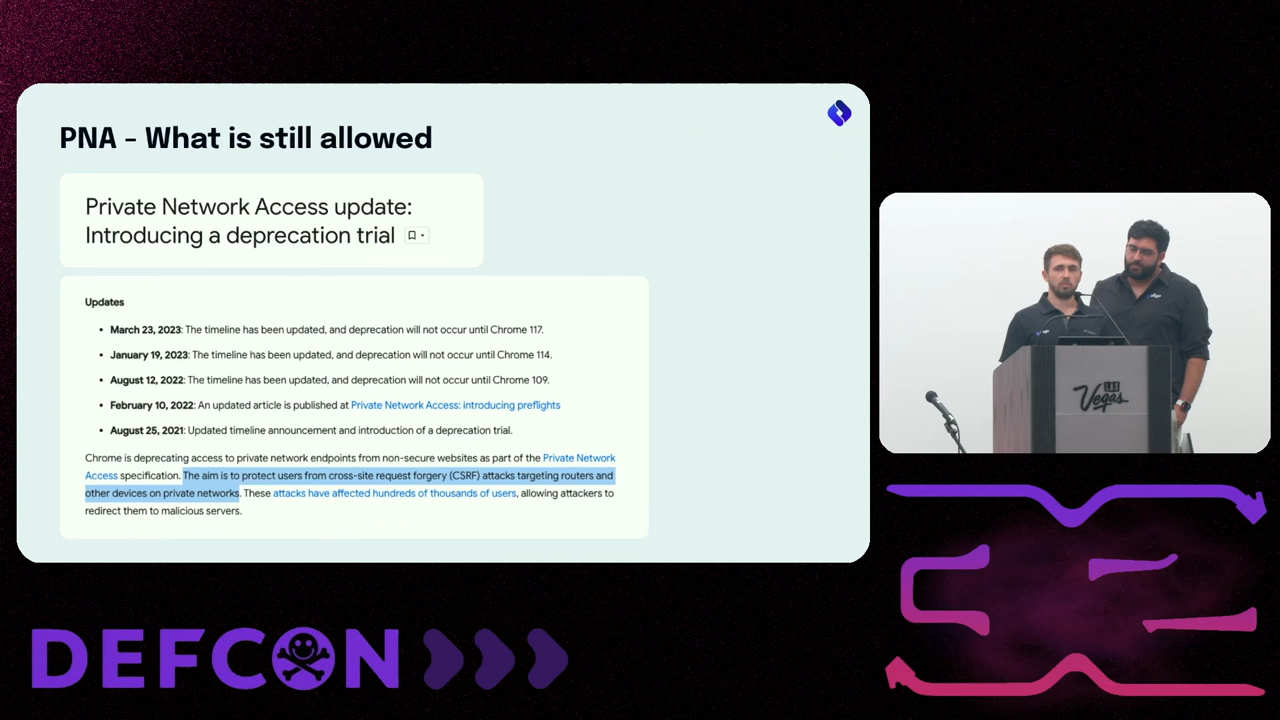 PNA - What is still allowed
Private Network Access update:
Introducing a deprecation trial
Updates
• March 23, 2023: The timeline has been updated, and deprecation will not occur until Chrome 117.
• January 19, 2023: The timeline has been updated, and deprecation will not occur until Chrome 114.
• August 12, 2022: The timeline has been updated, and deprecation will not occur until Chrome 109.
• February 10, 2022: An updated article is published at Private Network Access: introducing preflights
• August 25, 2021: Updated timeline announcement and introduction of a deprecation trial.
Chrome is deprecating access to private network endpoints from non-secure websites as part of the Private Network
Access specification. The aim is to protect users from cross-site request forgery (CSRF) attacks targeting routers and
other devices on private networks. These attacks have affected hundreds of thousands of users, allowing attackers to
redirect them to malicious servers.
LAS
Vegas
DEFCON